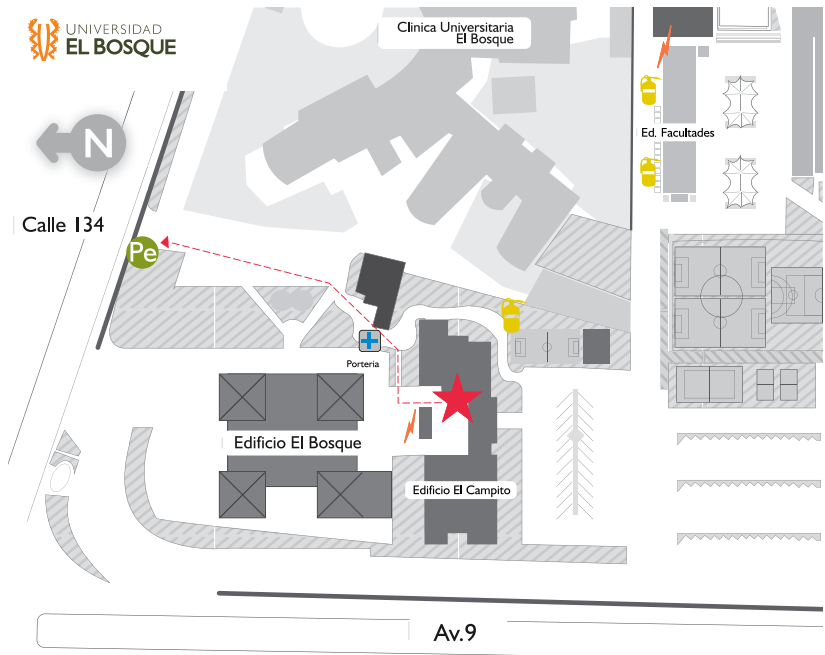 UNIVERSIDAD
EL BOSQUE
Clinica Universitaria
El Bosque
N
Ed. Facultades
Calle 134
Pe
Porteria
Edificio El Bosque
Edificio El Campito
Av.9